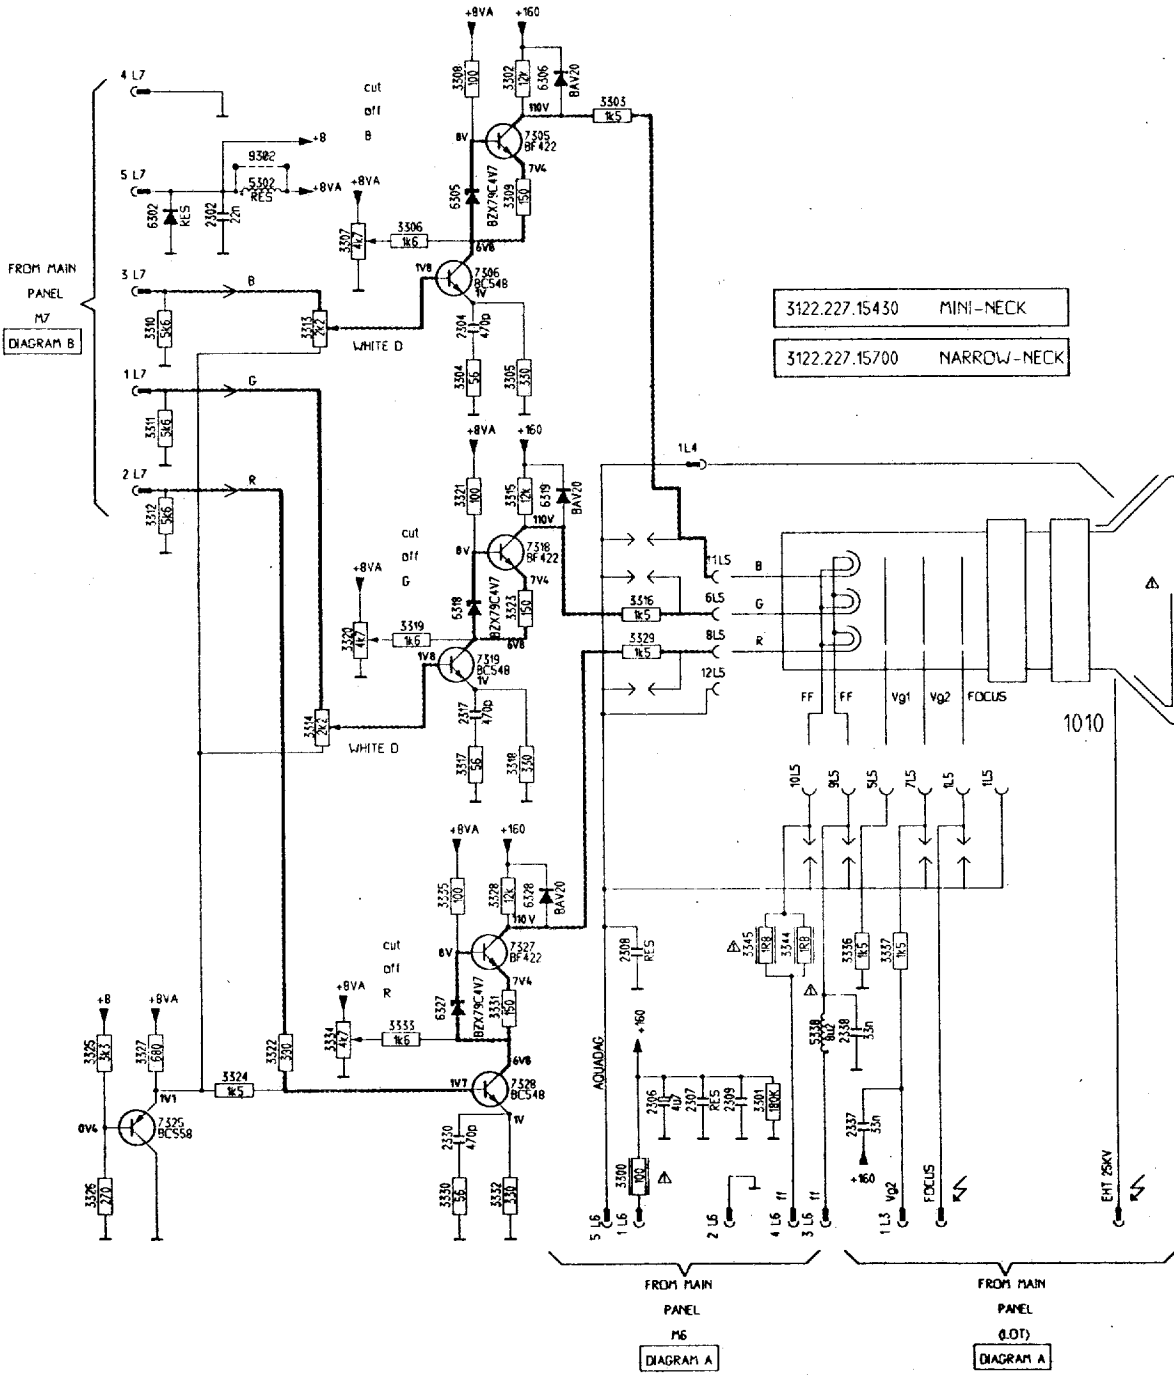 +8VA
+160
3308
100
3302
12k
6306
BAV20
4 L7
cut
off
B
110V
3303
1k5
8V
7305
BF422
+8
9302
7V4
5 L7
5302
RES
+8VA
+8VA
6302
RES
2302
22n
6305
BZX79C4V7
3309
150
3307
4k7
3306
1k6
6V8
FROM MAIN
PANEL
M7
DIAGRAM B
3 L7
B
1V8
7306
BC548
1V
3310
5k6
3313
2k2
WHITE D
2304
470p
3122.227.15430 MINI-NECK
3122.227.15700 NARROW-NECK
3304
56
3305
330
1 L7
G
3311
5k6
+8VA
+160
1L4
2 L7
R
3312
5k6
3321
100
3315
12k
6319
BAV20
cut
off
G
110V
8V
7318
BF422
+8VA
7V4
11L5
B
6318
BZX79C4V7
3323
150
3316
1k5
6L5
G
3320
4k7
3319
1k6
6V8
3329
1k5
8L5
R
1V8
7319
BC548
1V
12L5
FF
FF
Vg1
Vg2
FOCUS
1010
3314
2k2
WHITE D
2317
470p
3317
56
3318
330
10L5
9L5
5L5
7L5
1L5
1L5
+8VA
+160
3335
100
3328
12k
6328
BAV20
110V
cut
off
R
8V
7327
BF422
2308
RES
3345
1R8
3344
1R8
3336
1k5
3337
1k5
7V4
6327
BZX79C4V7
3331
150
+8
+8VA
+8VA
3325
3k3
3327
680
3322
390
3334
4k7
3333
1k6
6V8
+160
5338
8u2
2338
33n
AQUADAG
3324
1k5
1V1
1V7
7328
BC548
1V
2306
4u7
2307
RES
2309
3301
180K
0V4
7325
BC558
2330
470p
2337
33n
+160
3326
270
3330
56
3332
330
3300
100
Vg2
FOCUS
EHT 25KV
5 L6
1 L6
2 L6
4 L6 ff
3 L6 ff
1 L3
FROM MAIN
PANEL
M6
DIAGRAM A
FROM MAIN
PANEL
(LOT)
DIAGRAM A